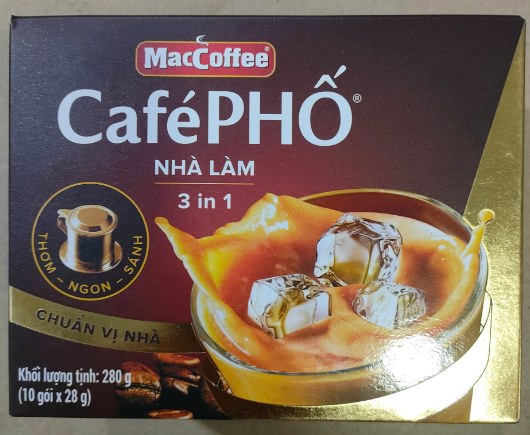 MacCoffee®
CaféPHỐ®
NHÀ LÀM
3 in 1
THƠM – NGON – SÁNH
CHUẨN VỊ NHÀ
Khối lượng tịnh: 280 g
(10 gói x 28 g)